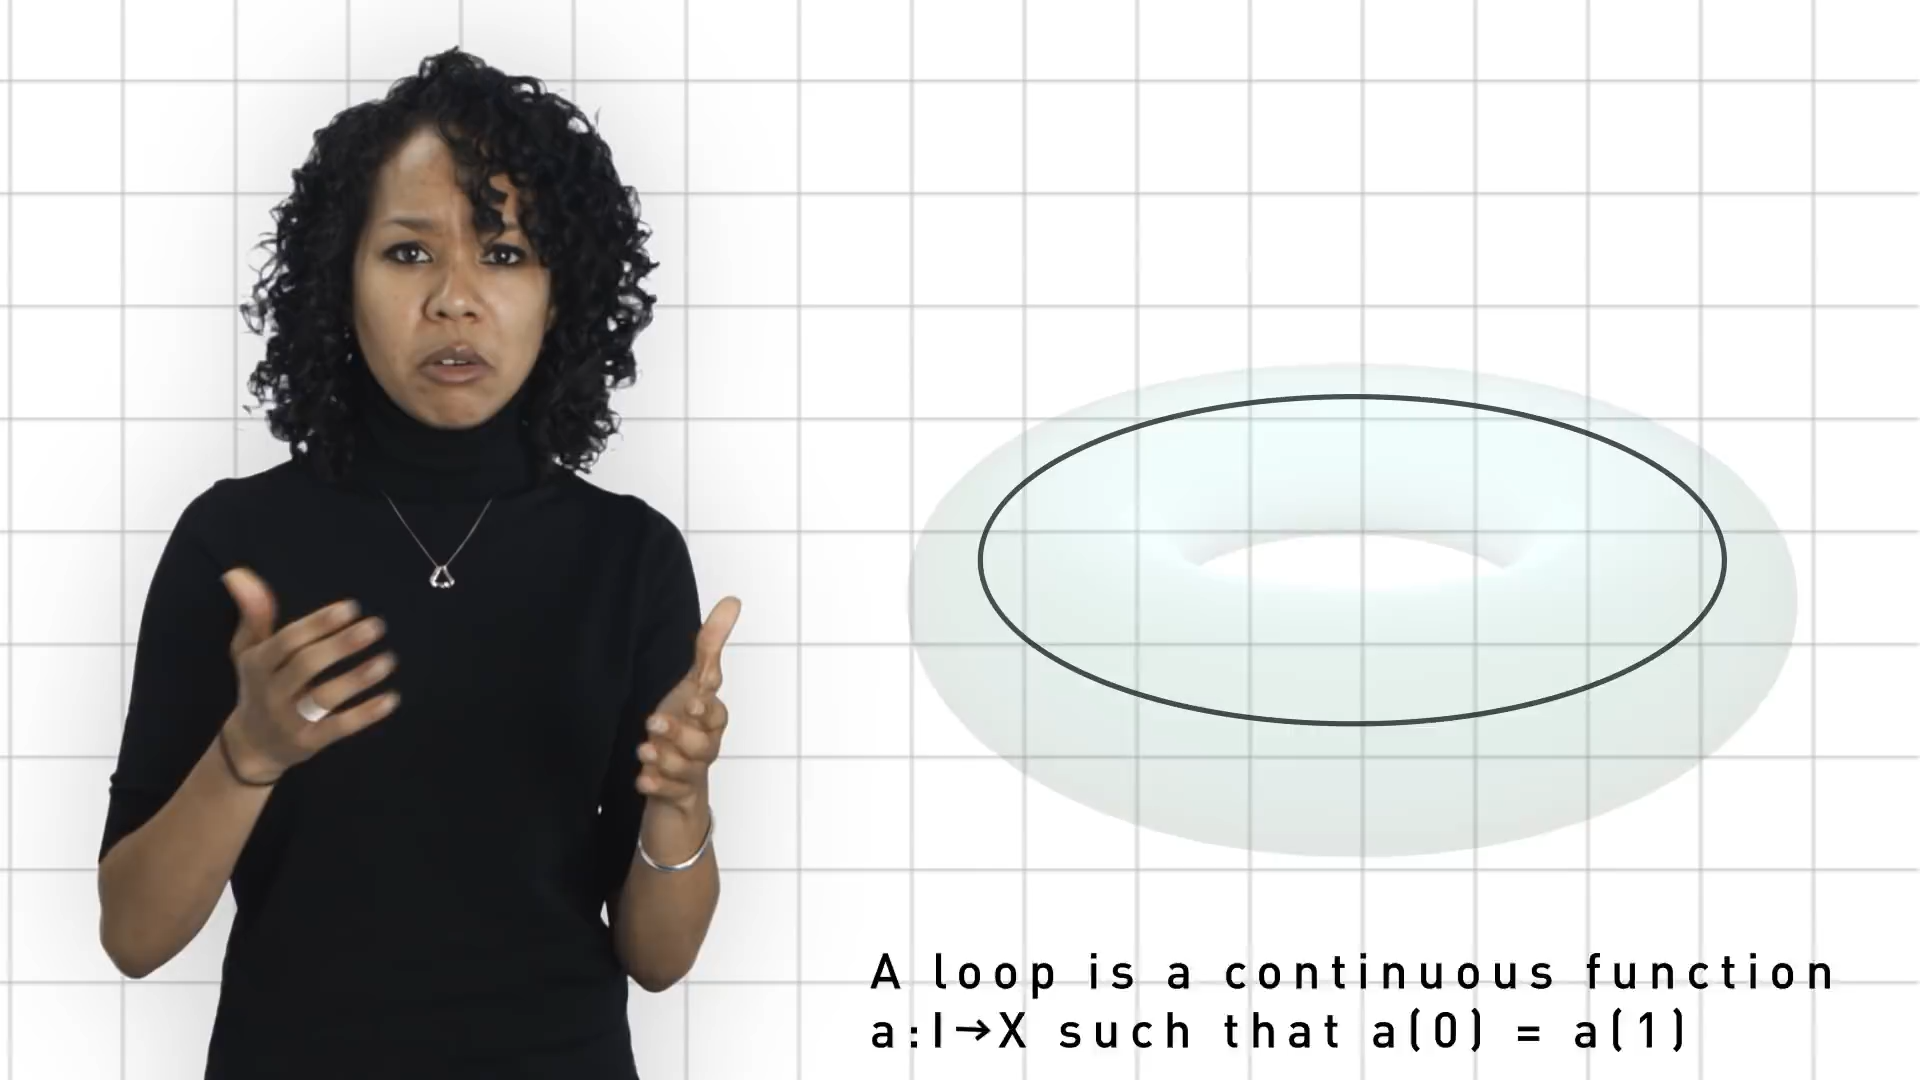 A loop is a continuous function
a:I→X such that a(0) = a(1)